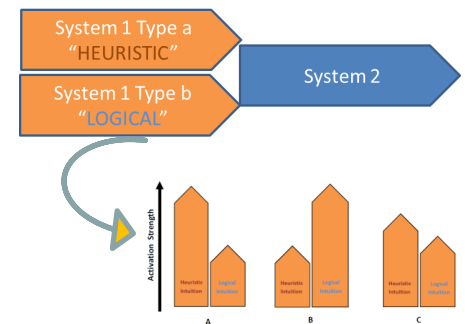 System 1 Type a
“HEURISTIC”
System 2
System 1 Type b
“LOGICAL”
Activation Strength
Heuristic
Intuition
Logical
Intuition
Heuristic
Intuition
Logical
Intuition
Heuristic
Intuition
Logical
Intuition
A
B
C